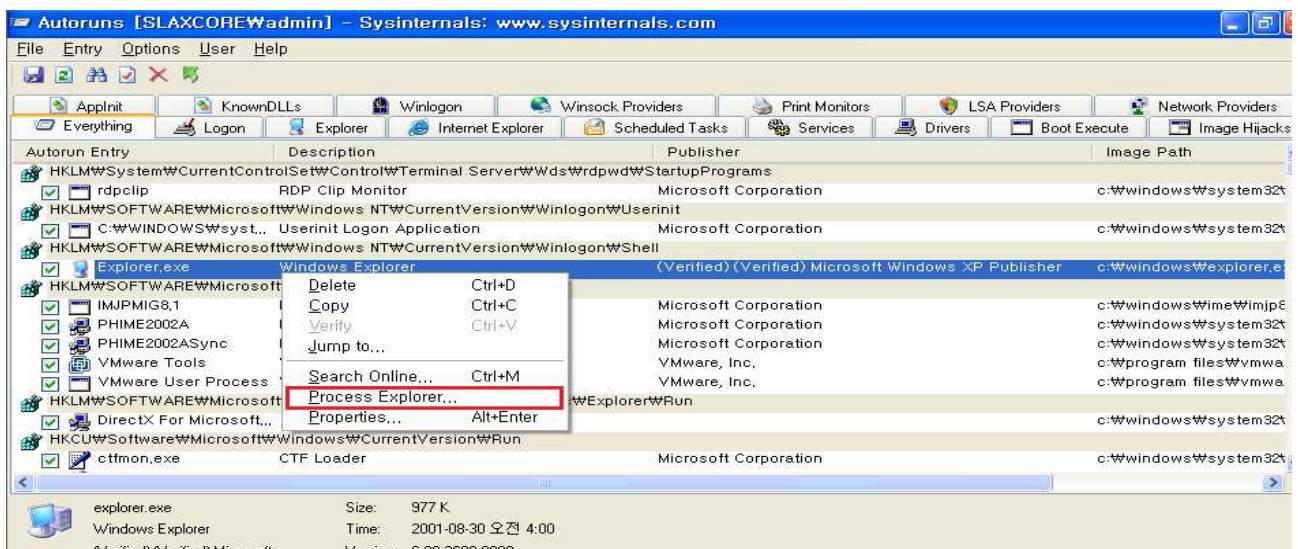 Autoruns [SLAXCORE₩admin] - Sysinternals: www.sysinternals.com
File Entry Options User Help
AppInit KnownDLLs Winlogon Winsock Providers Print Monitors LSA Providers Network Providers
Everything Logon Explorer Internet Explorer Scheduled Tasks Services Drivers Boot Execute Image Hijacks
Autorun Entry Description Publisher Image Path
HKLM₩System₩CurrentControlSet₩Control₩Terminal Server₩Wds₩rdpwd₩StartupPrograms
rdpclip RDP Clip Monitor Microsoft Corporation c:₩windows₩system32₩
HKLM₩SOFTWARE₩Microsoft₩Windows NT₩CurrentVersion₩Winlogon₩Userinit
C:₩WINDOWS₩syst... Userinit Logon Application Microsoft Corporation c:₩windows₩system32₩
HKLM₩SOFTWARE₩Microsoft₩Windows NT₩CurrentVersion₩Winlogon₩Shell
Explorer.exe Windows Explorer (Verified) (Verified) Microsoft Windows XP Publisher c:₩windows₩explorer.e
HKLM₩SOFTWARE₩Microsoft
Delete Ctrl+D
IMJPMIG8.1 Microsoft Corporation c:₩windows₩ime₩imjp8
Copy Ctrl+C
PHIME2002A Microsoft Corporation c:₩windows₩system32₩
Verify Ctrl+V
PHIME2002ASync Microsoft Corporation c:₩windows₩system32₩
Jump to...
VMware Tools VMware, Inc. c:₩program files₩vmwa
Search Online... Ctrl+M
VMware User Process VMware, Inc. c:₩program files₩vmwa
Process Explorer...
HKLM₩SOFTWARE₩Microsoft ₩Explorer₩Run
Properties... Alt+Enter
DirectX For Microsoft... c:₩windows₩system32₩
HKCU₩Software₩Microsoft₩Windows₩CurrentVersion₩Run
ctfmon.exe CTF Loader Microsoft Corporation c:₩windows₩system32₩
explorer.exe Size: 977 K
Windows Explorer Time: 2001-08-30 오전 4:00